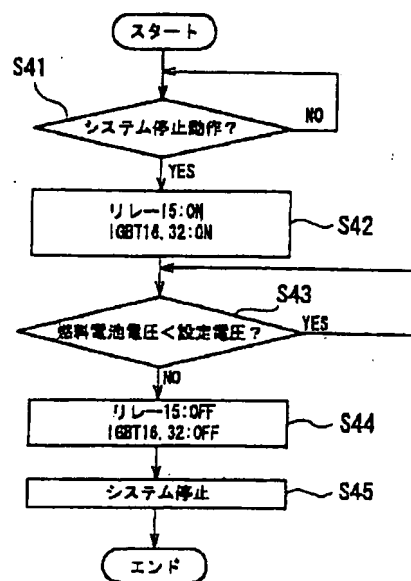 スタート
S41
システム停止動作?
NO
YES
リレー15:ON
IGBT16,32:ON
S42
S43
燃料電池電圧<設定電圧?
YES
NO
リレー15:OFF
IGBT16,32:OFF
S44
システム停止
S45
エンド